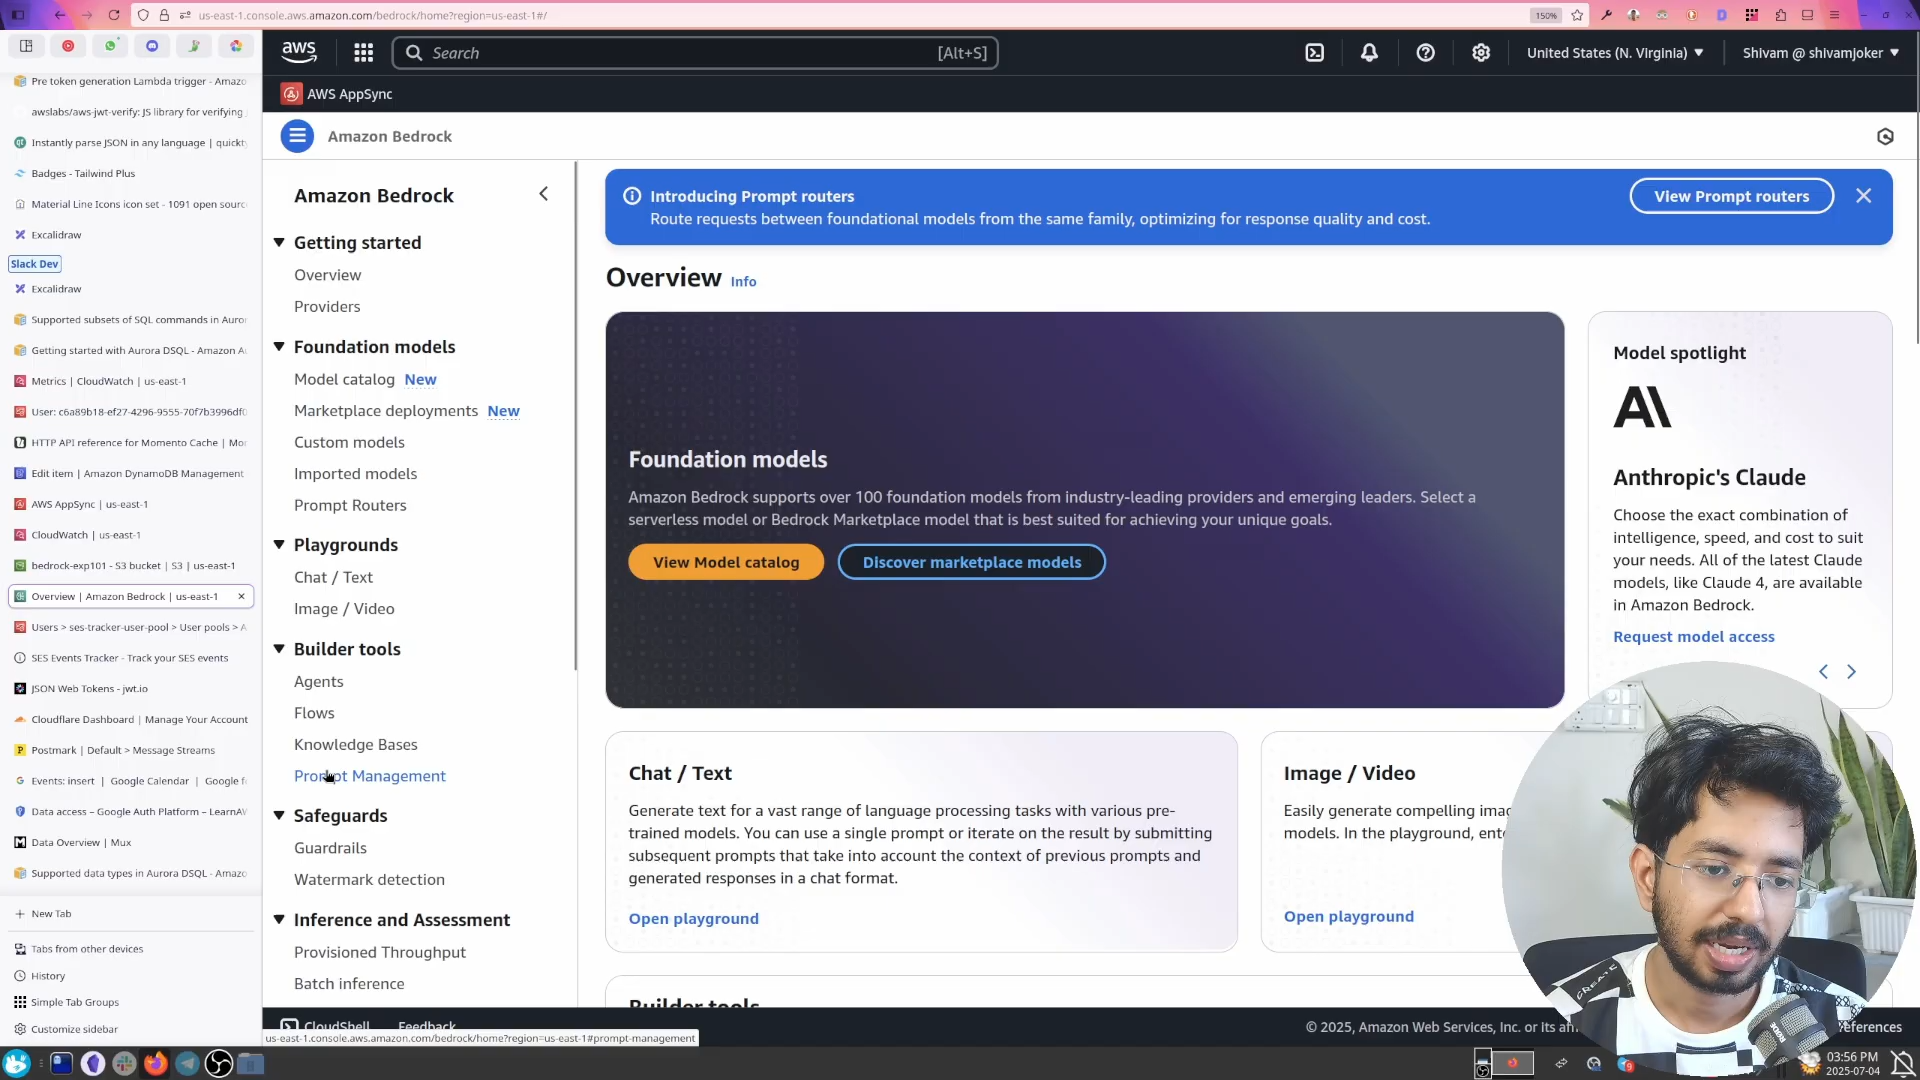 us-east-1.console.aws.amazon.com/bedrock/home?region=us-east-1#/
150%
Pre token generation Lambda trigger - Amazo
awslabs/aws-jwt-verify: JS library for verifying
Instantly parse JSON in any language | quickt
Badges - Tailwind Plus
Material Line Icons icon set - 1091 open sourc
Excalidraw
Slack Dev
Excalidraw
Supported subsets of SQL commands in Auror
Getting started with Aurora DSQL - Amazon A
Metrics | CloudWatch | us-east-1
User: c6a89b18-ef27-4296-9555-70f7b3996df0
HTTP API reference for Momento Cache | Mo
Edit item | Amazon DynamoDB Management
AWS AppSync | us-east-1
CloudWatch | us-east-1
bedrock-exp101 - S3 bucket | S3 | us-east-1
Overview | Amazon Bedrock | us-east-1
Users > ses-tracker-user-pool > User pools > A
SES Events Tracker - Track your SES events
JSON Web Tokens - jwt.io
Cloudflare Dashboard | Manage Your Account
Postmark | Default > Message Streams
Events: insert | Google Calendar | Google f
Data access – Google Auth Platform – LearnAW
Data Overview | Mux
Supported data types in Aurora DSQL - Amazo
New Tab
Tabs from other devices
History
Simple Tab Groups
Customize sidebar
aws
Search
[Alt+S]
United States (N. Virginia)
Shivam @ shivamjoker
AWS AppSync
Amazon Bedrock
Amazon Bedrock
Getting started
Overview
Providers
Foundation models
Model catalog New
Marketplace deployments New
Custom models
Imported models
Prompt Routers
Playgrounds
Chat / Text
Image / Video
Builder tools
Agents
Flows
Knowledge Bases
Prompt Management
Safeguards
Guardrails
Watermark detection
Inference and Assessment
Provisioned Throughput
Batch inference
Introducing Prompt routers
Route requests between foundational models from the same family, optimizing for response quality and cost.
View Prompt routers
Overview Info
Foundation models
Amazon Bedrock supports over 100 foundation models from industry-leading providers and emerging leaders. Select a
serverless model or Bedrock Marketplace model that is best suited for achieving your unique goals.
View Model catalog
Discover marketplace models
Model spotlight
A\
Anthropic's Claude
Choose the exact combination of
intelligence, speed, and cost to suit
your needs. All of the latest Claude
models, like Claude 4, are available
in Amazon Bedrock.
Request model access
Chat / Text
Generate text for a vast range of language processing tasks with various pre-
trained models. You can use a single prompt or iterate on the result by submitting
subsequent prompts that take into account the context of previous prompts and
generated responses in a chat format.
Open playground
Image / Video
Easily generate compelling imag
models. In the playground, ente
Open playground
Builder tools
CloudShell
Feedback
© 2025, Amazon Web Services, Inc. or its af
eferences
us-east-1.console.aws.amazon.com/bedrock/home?region=us-east-1#prompt-management
03:56 PM
2025-07-04